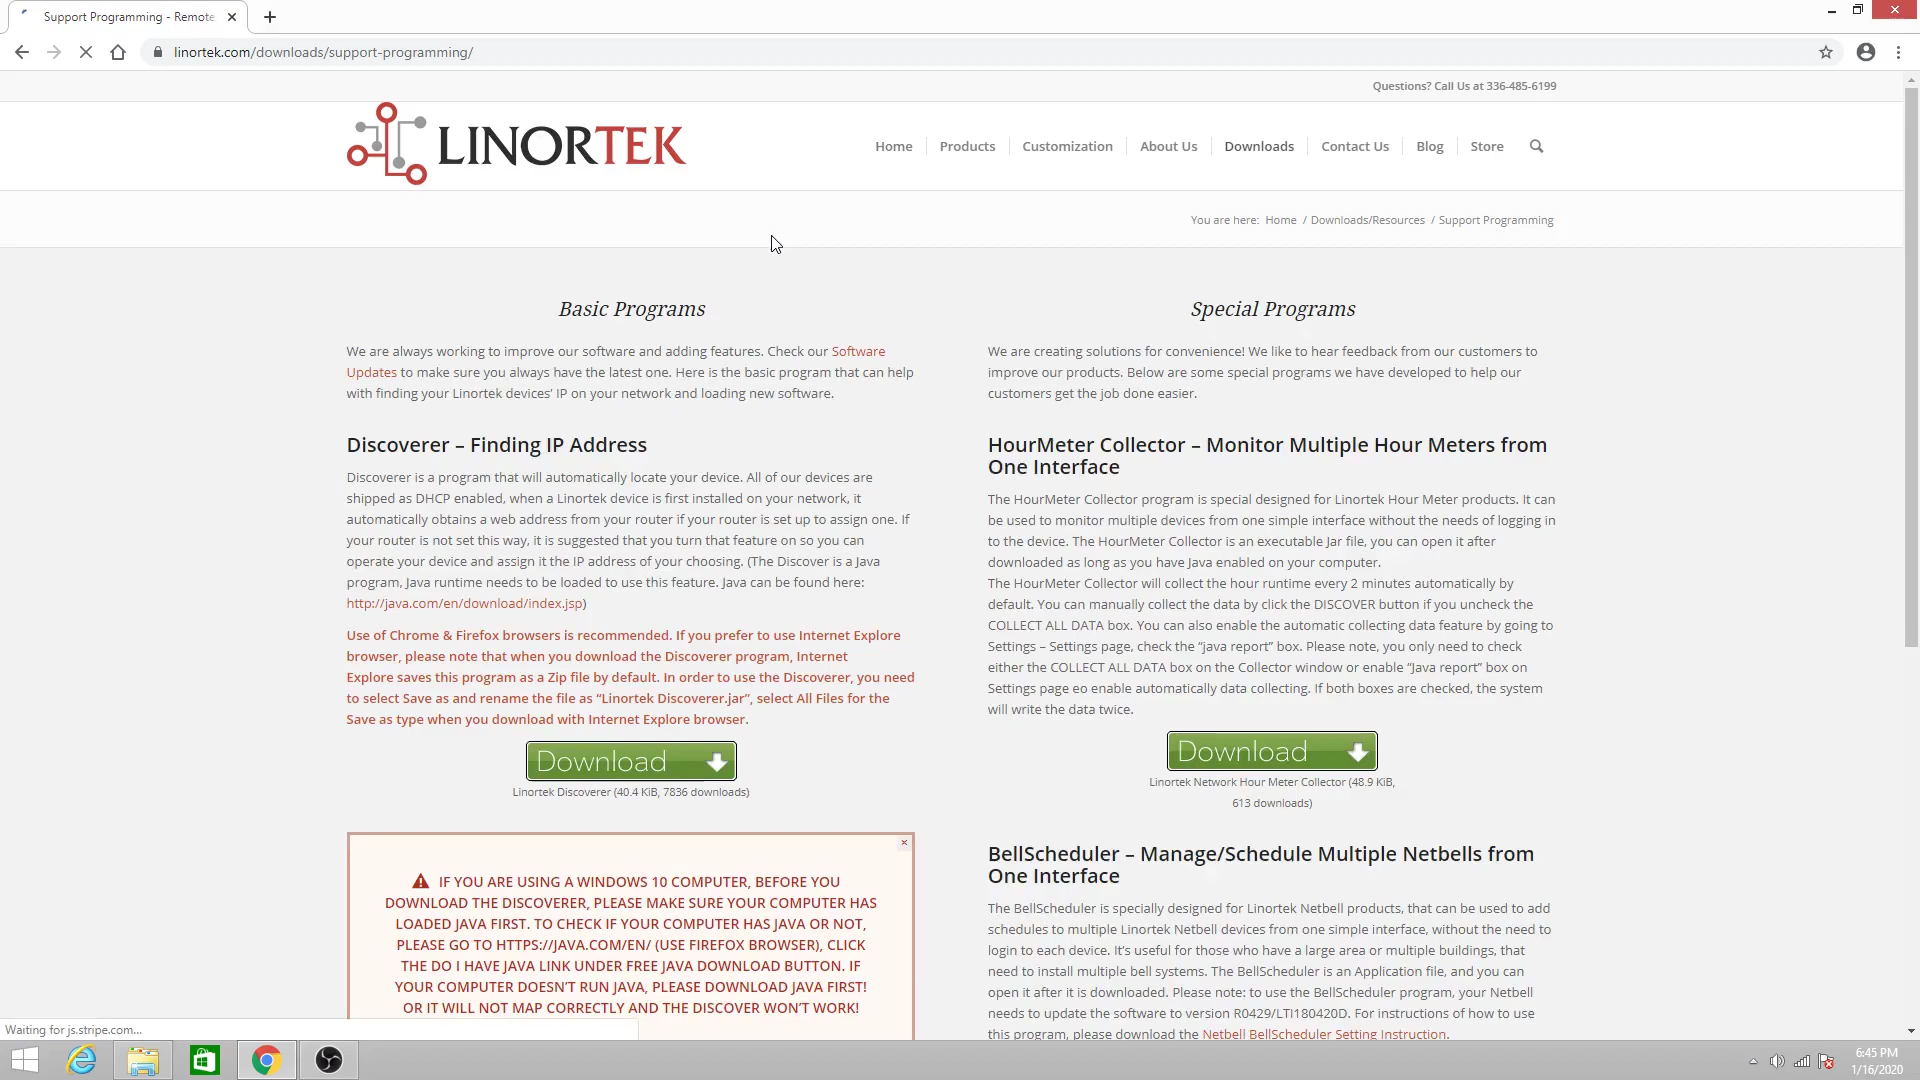 Support Programming - Remote
linortek.com/downloads/support-programming/
Questions? Call Us at 336-485-6199
LINORTEK
Home Products Customization About Us Downloads Contact Us Blog Store
You are here: Home / Downloads/Resources / Support Programming
Basic Programs
We are always working to improve our software and adding features. Check our Software
Updates to make sure you always have the latest one. Here is the basic program that can help
with finding your Linortek devices’ IP on your network and loading new software.
Discoverer – Finding IP Address
Discoverer is a program that will automatically locate your device. All of our devices are
shipped as DHCP enabled, when a Linortek device is first installed on your network, it
automatically obtains a web address from your router if your router is set up to assign one. If
your router is not set this way, it is suggested that you turn that feature on so you can
operate your device and assign it the IP address of your choosing. (The Discover is a Java
program, Java runtime needs to be loaded to use this feature. Java can be found here:
http://java.com/en/download/index.jsp)
Use of Chrome & Firefox browsers is recommended. If you prefer to use Internet Explore
browser, please note that when you download the Discoverer program, Internet
Explore saves this program as a Zip file by default. In order to use the Discoverer, you need
to select Save as and rename the file as “Linortek Discoverer.jar”, select All Files for the
Save as type when you download with Internet Explore browser.
Download
Linortek Discoverer (40.4 KiB, 7836 downloads)
IF YOU ARE USING A WINDOWS 10 COMPUTER, BEFORE YOU
DOWNLOAD THE DISCOVERER, PLEASE MAKE SURE YOUR COMPUTER HAS
LOADED JAVA FIRST. TO CHECK IF YOUR COMPUTER HAS JAVA OR NOT,
PLEASE GO TO HTTPS://JAVA.COM/EN/ (USE FIREFOX BROWSER), CLICK
THE DO I HAVE JAVA LINK UNDER FREE JAVA DOWNLOAD BUTTON. IF
YOUR COMPUTER DOESN’T RUN JAVA, PLEASE DOWNLOAD JAVA FIRST!
OR IT WILL NOT MAP CORRECTLY AND THE DISCOVER WON’T WORK!
Special Programs
We are creating solutions for convenience! We like to hear feedback from our customers to
improve our products. Below are some special programs we have developed to help our
customers get the job done easier.
HourMeter Collector – Monitor Multiple Hour Meters from
One Interface
The HourMeter Collector program is special designed for Linortek Hour Meter products. It can
be used to monitor multiple devices from one simple interface without the needs of logging in
to the device. The HourMeter Collector is an executable Jar file, you can open it after
downloaded as long as you have Java enabled on your computer.
The HourMeter Collector will collect the hour runtime every 2 minutes automatically by
default. You can manually collect the data by click the DISCOVER button if you uncheck the
COLLECT ALL DATA box. You can also enable the automatic collecting data feature by going to
Settings – Settings page, check the “java report” box. Please note, you only need to check
either the COLLECT ALL DATA box on the Collector window or enable “Java report” box on
Settings page eo enable automatically data collecting. If both boxes are checked, the system
will write the data twice.
Download
Linortek Network Hour Meter Collector (48.9 KiB,
613 downloads)
BellScheduler – Manage/Schedule Multiple Netbells from
One Interface
The BellScheduler is specially designed for Linortek Netbell products, that can be used to add
schedules to multiple Linortek Netbell devices from one simple interface, without the need to
login to each device. It’s useful for those who have a large area or multiple buildings, that
need to install multiple bell systems. The BellScheduler is an Application file, and you can
open it after it is downloaded. Please note: to use the BellScheduler program, your Netbell
needs to update the software to version R0429/LTI180420D. For instructions of how to use
this program, please download the Netbell BellScheduler Setting Instruction.
Waiting for js.stripe.com...
6:45 PM
1/16/2020